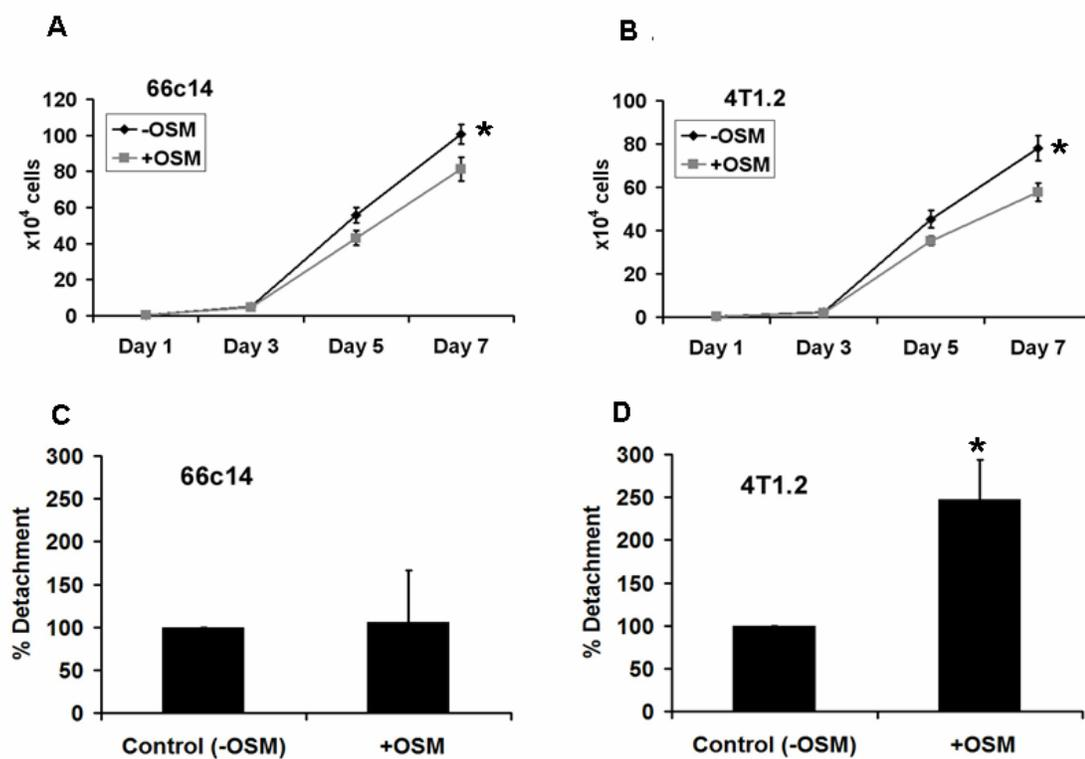 A
66c14
120
100
80
60
40
20
0
x10⁴ cells
-OSM
+OSM
*
Day 1 Day 3 Day 5 Day 7
B .
4T1.2
100
80
60
40
20
0
x10⁴ cells
-OSM
+OSM
*
Day 1 Day 3 Day 5 Day 7
C
66c14
300
250
200
150
100
50
0
% Detachment
Control (-OSM) +OSM
D
4T1.2
*
300
250
200
150
100
50
0
% Detachment
Control (-OSM) +OSM